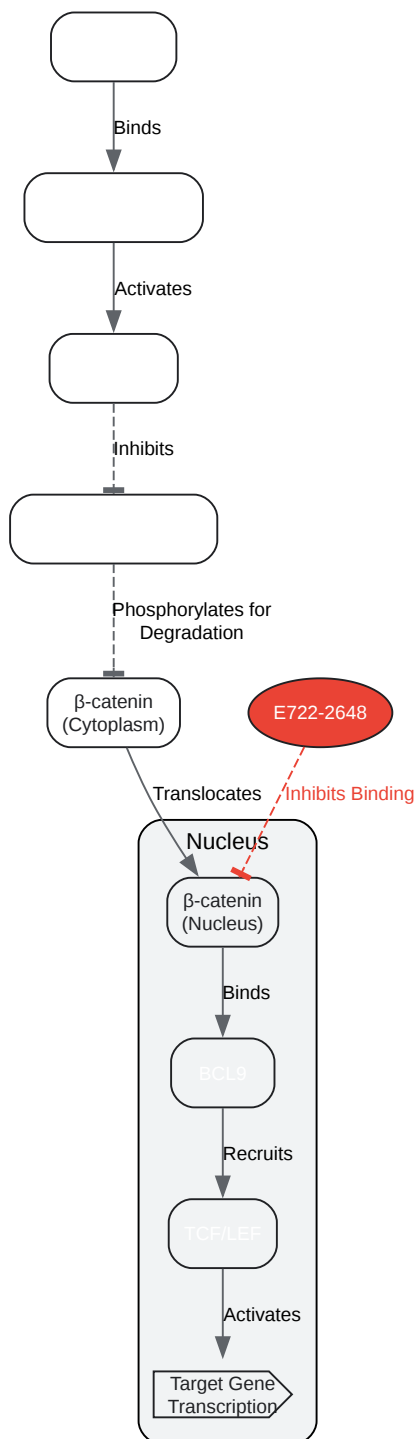 Binds
Activates
Inhibits
Phosphorylates for
Degradation
β-catenin
(Cytoplasm)
E722-2648
Translocates
Inhibits Binding
Nucleus
β-catenin
(Nucleus)
Binds
BCL9
Recruits
TCF/LEF
Activates
Target Gene
Transcription